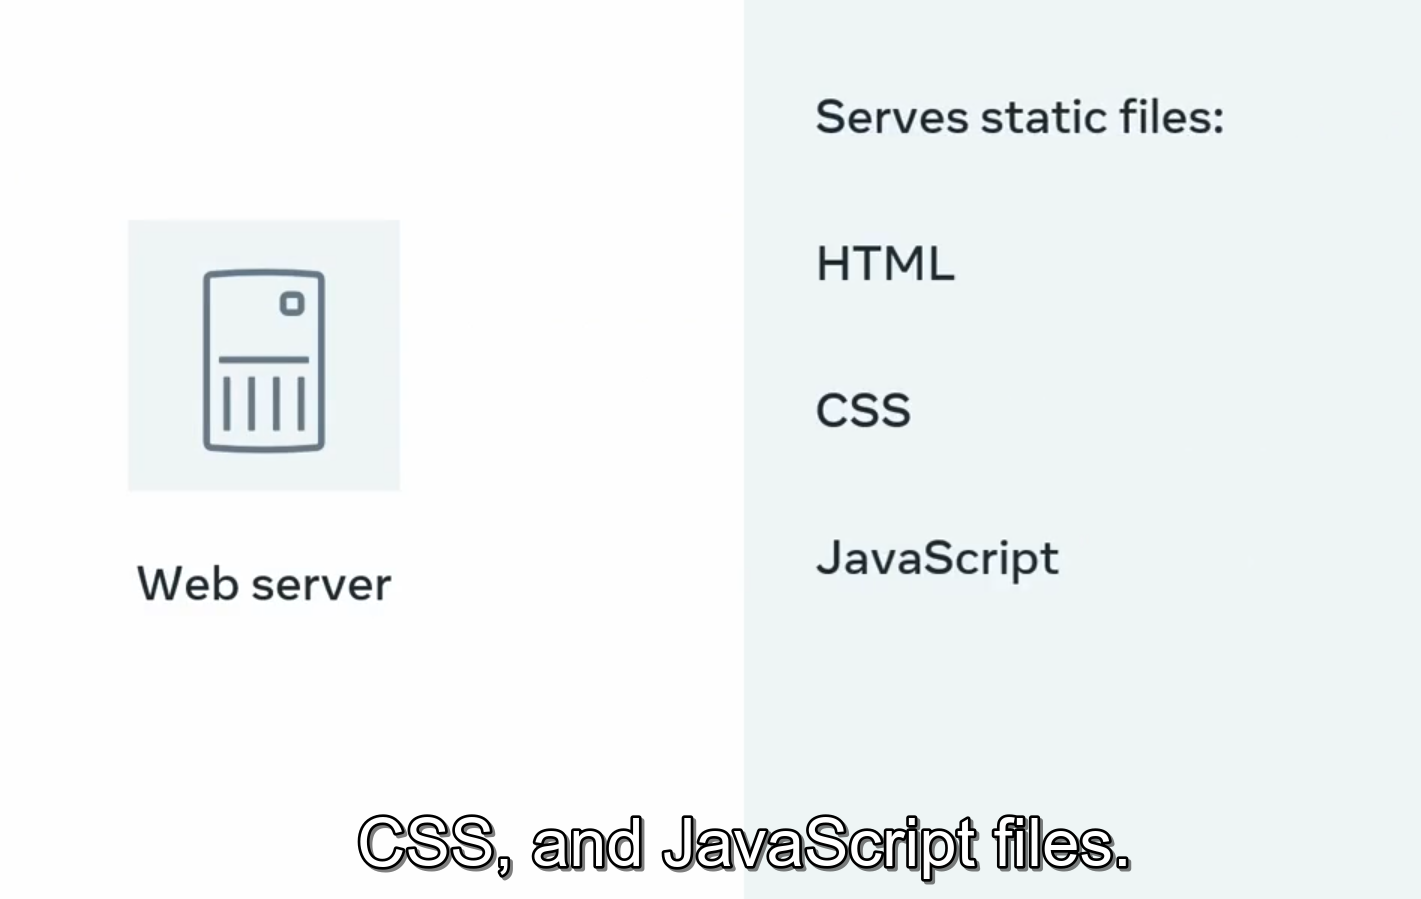 Serves static files:
HTML
CSS
JavaScript
Web server
CSS, and JavaScript files.